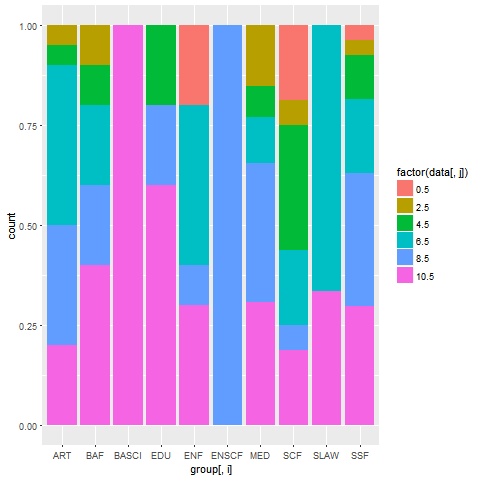 1.00
0.75
0.50
0.25
0.00
count
ART BAF BASCI EDU ENF ENSCF MED SCF SLAW SSF
group[, i]
factor(data[, j])
0.5
2.5
4.5
6.5
8.5
10.5